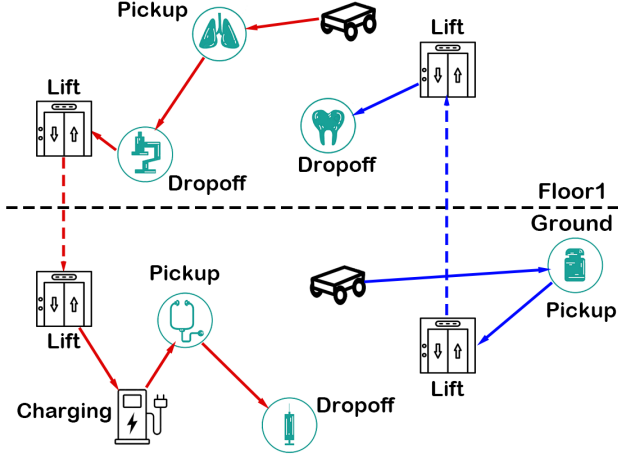 Pickup
Lift
Lift
Dropoff
Dropoff
Floor1
Ground
Pickup
Pickup
Lift
Lift
Charging
Dropoff